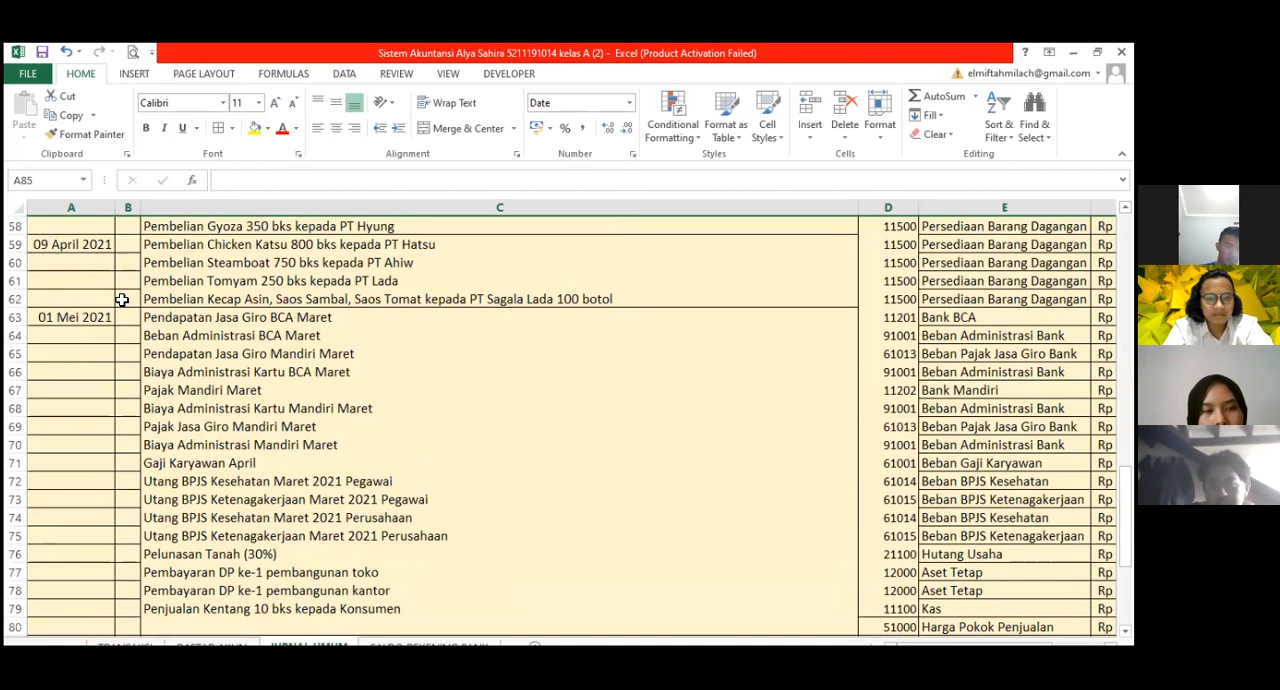 Sistem Akuntansi Alya Sahira 5211191014 kelas A (2) - Excel (Product Activation Failed)
FILE HOME INSERT PAGE LAYOUT FORMULAS DATA REVIEW VIEW DEVELOPER elmiftahmilach@gmail.com
Cut
Copy
Format Painter
Paste
Clipboard
Calibri 11
B I U
Font
Wrap Text
Merge & Center
Alignment
Date
Number
Conditional Formatting
Format as Table
Cell Styles
Styles
Insert Delete Format
Cells
AutoSum
Fill
Clear
Sort & Filter
Find & Select
Editing
A85
A B C D E
58 Pembelian Gyoza 350 bks kepada PT Hyung 11500 Persediaan Barang Dagangan Rp
59 09 April 2021 Pembelian Chicken Katsu 800 bks kepada PT Hatsu 11500 Persediaan Barang Dagangan Rp
60 Pembelian Steamboat 750 bks kepada PT Ahiw 11500 Persediaan Barang Dagangan Rp
61 Pembelian Tomyam 250 bks kepada PT Lada 11500 Persediaan Barang Dagangan Rp
62 Pembelian Kecap Asin, Saos Sambal, Saos Tomat kepada PT Sagala Lada 100 botol 11500 Persediaan Barang Dagangan Rp
63 01 Mei 2021 Pendapatan Jasa Giro BCA Maret 11201 Bank BCA Rp
64 Beban Administrasi BCA Maret 91001 Beban Administrasi Bank Rp
65 Pendapatan Jasa Giro Mandiri Maret 61013 Beban Pajak Jasa Giro Bank Rp
66 Biaya Administrasi Kartu BCA Maret 91001 Beban Administrasi Bank Rp
67 Pajak Mandiri Maret 11202 Bank Mandiri Rp
68 Biaya Administrasi Kartu Mandiri Maret 91001 Beban Administrasi Bank Rp
69 Pajak Jasa Giro Mandiri Maret 61013 Beban Pajak Jasa Giro Bank Rp
70 Biaya Administrasi Mandiri Maret 91001 Beban Administrasi Bank Rp
71 Gaji Karyawan April 61001 Beban Gaji Karyawan Rp
72 Utang BPJS Kesehatan Maret 2021 Pegawai 61014 Beban BPJS Kesehatan Rp
73 Utang BPJS Ketenagakerjaan Maret 2021 Pegawai 61015 Beban BPJS Ketenagakerjaan Rp
74 Utang BPJS Kesehatan Maret 2021 Perusahaan 61014 Beban BPJS Kesehatan Rp
75 Utang BPJS Ketenagakerjaan Maret 2021 Perusahaan 61015 Beban BPJS Ketenagakerjaan Rp
76 Pelunasan Tanah (30%) 21100 Hutang Usaha Rp
77 Pembayaran DP ke-1 pembangunan toko 12000 Aset Tetap Rp
78 Pembayaran DP ke-1 pembangunan kantor 12000 Aset Tetap Rp
79 Penjualan Kentang 10 bks kepada Konsumen 11100 Kas Rp
80 51000 Harga Pokok Penjualan Rp